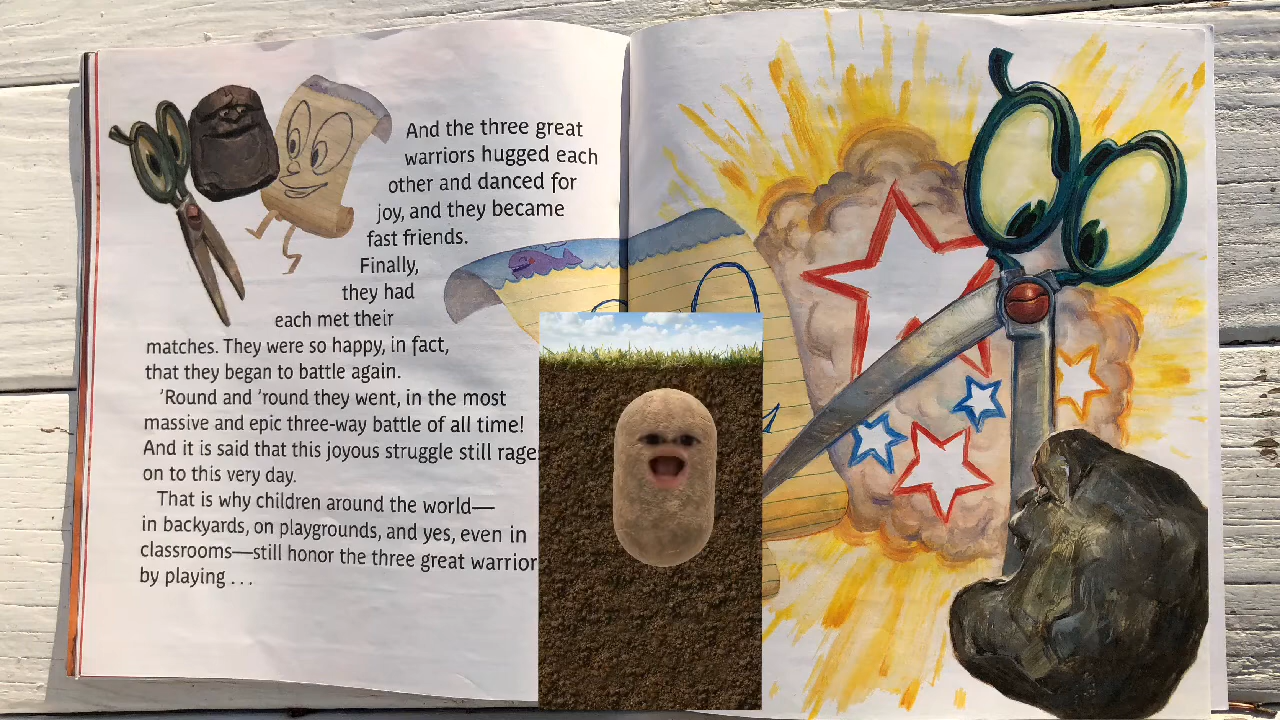 And the three great
warriors hugged each
other and danced for
joy, and they became
fast friends.
Finally,
they had
each met their
matches. They were so happy, in fact,
that they began to battle again.
'Round and 'round they went, in the most
massive and epic three-way battle of all time!
And it is said that this joyous struggle still rage
on to this very day.
That is why children around the world—
in backyards, on playgrounds, and yes, even in
classrooms—still honor the three great warrior
by playing . . .